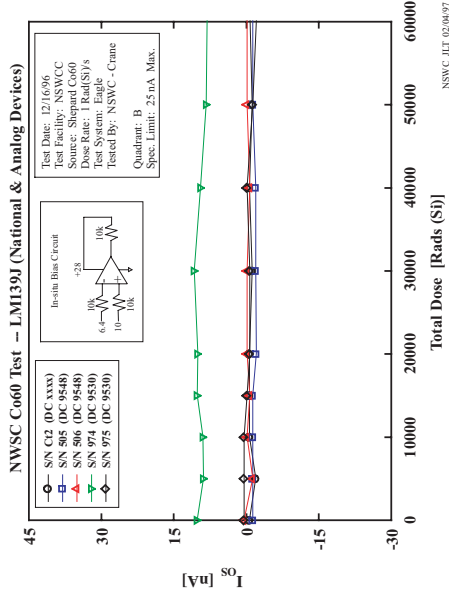 NWSC Co60 Test – LM139J (National & Analog Devices)
S/N Ct2 (DC xxxx)
S/N 505 (DC 9548)
S/N 506 (DC 9548)
S/N 974 (DC 9530)
S/N 975 (DC 9530)
In-situ Bias Circuit
+28
10k
10k
6.4
-
+
10
10k
Test Date: 12/16/96
Test Facility: NSWCC
Source: Shepard Co60
Dose Rate: 1 Rad(Si)/s
Test System: Eagle
Tested By: NSWC - Crane
Quadrant: B
Spec. Limit: 25 nA Max.
I_OS [nA]
45
30
15
0
-15
-30
0
10000
20000
30000
40000
50000
60000
Total Dose [Rads (Si)]
NSWC JLT 02/04/97